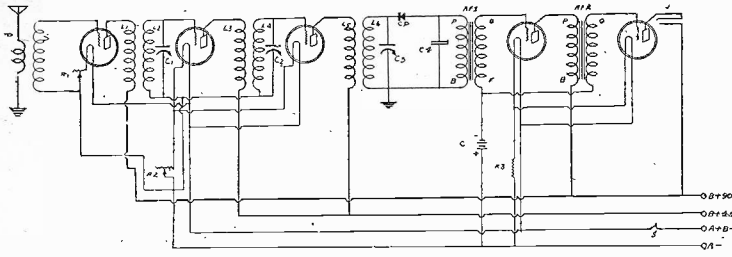 AF1
AF2
J
P
L1
L2
L3
L4
L5
L6
CD
P
G
P
G
C1
C2
C3
C4
R1
B
F
B
C
-
+
R2
R3
B+90
B+45
S
A+B-
A-